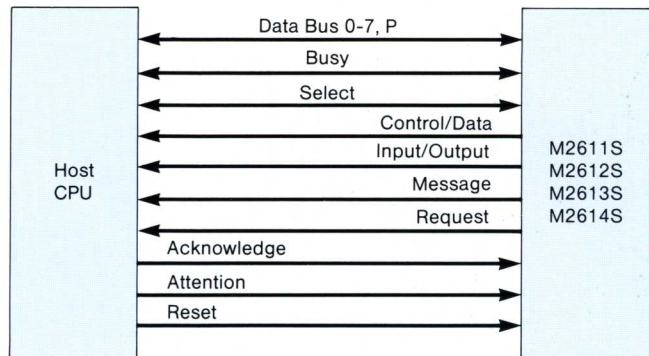 Data Bus 0-7, P
Busy
Select
Control/Data
Input/Output
Message
Request
Acknowledge
Attention
Reset
Host
CPU
M2611S
M2612S
M2613S
M2614S